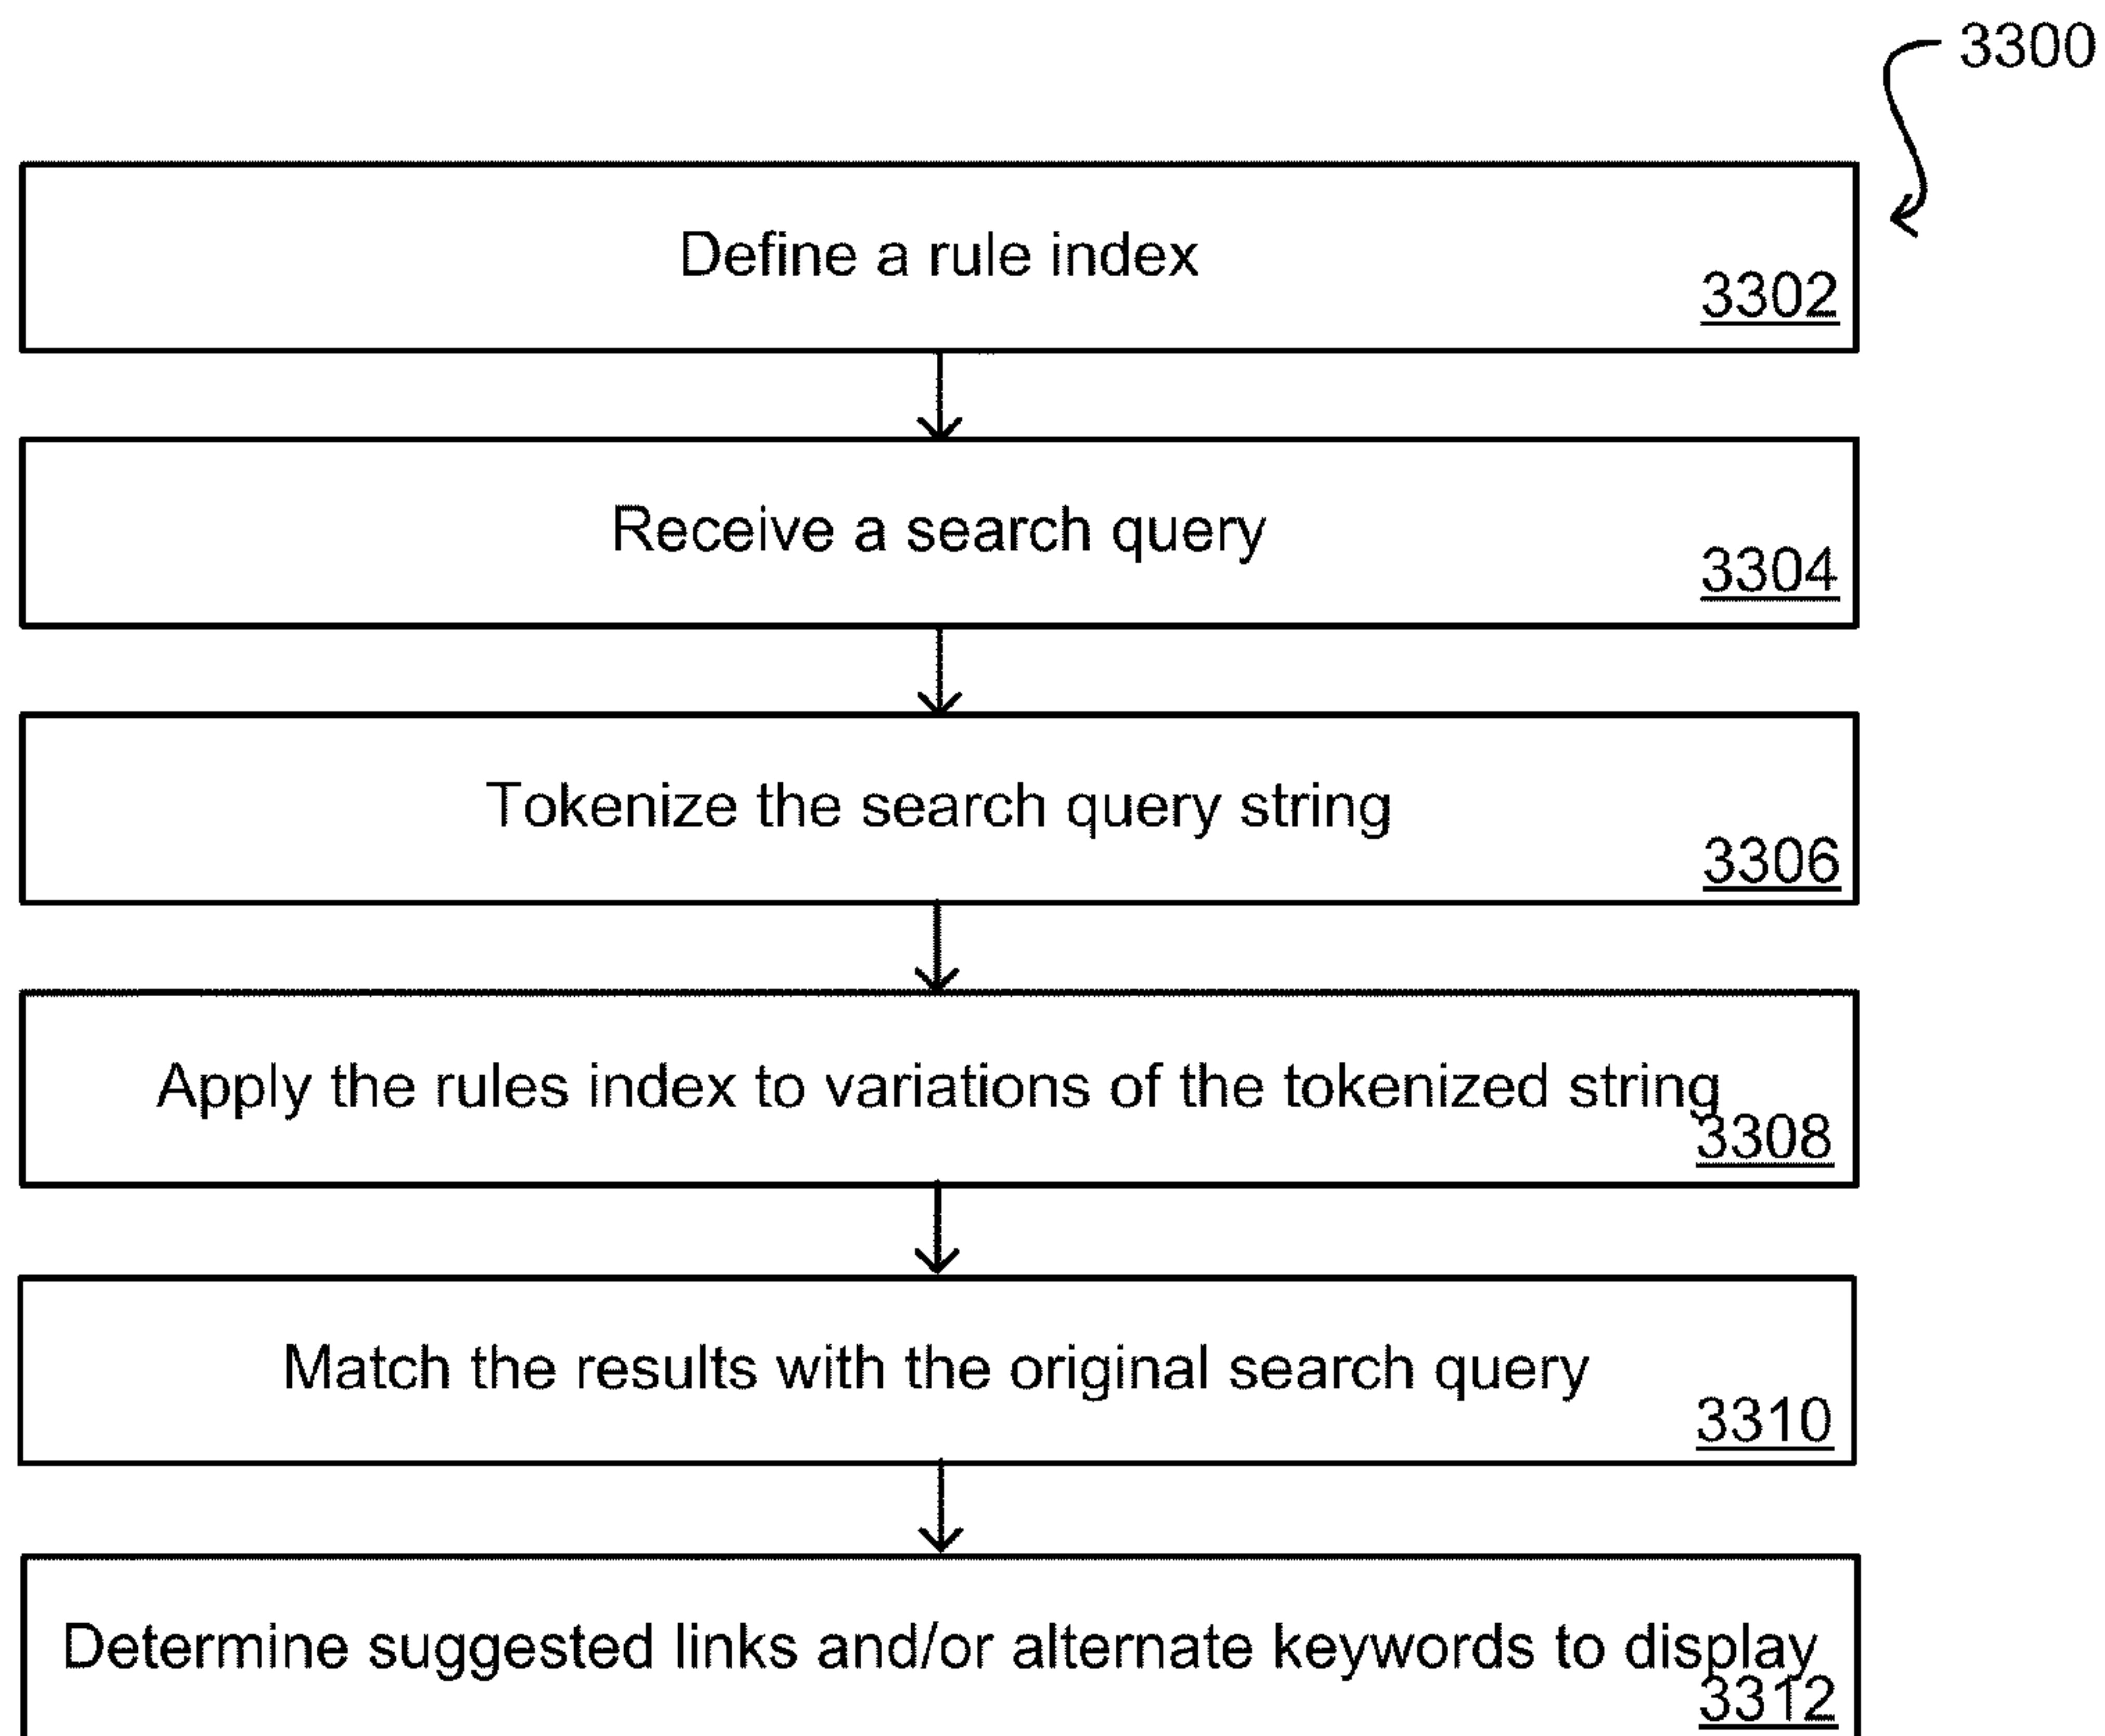 3300
Define a rule index
3302
Receive a search query
3304
Tokenize the search query string
3306
Apply the rules index to variations of the tokenized string
3308
Match the results with the original search query
3310
Determine suggested links and/or alternate keywords to display
3312